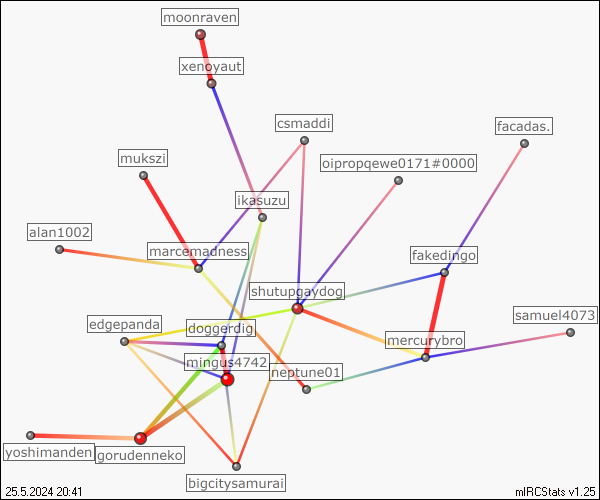 moonraven
xenoyaut
csmaddi
facadas.
mukszi
oipropqewe0171#0000
ikasuzu
alan1002
marcemadness
fakedingo
shutupgaydog
samuel4073
edgepanda
doggerdig
mercurybro
mingus4742
neptune01
yoshimanden
gorudenneko
bigcitysamurai
25.5.2024 20:41
mIRCStats v1.25